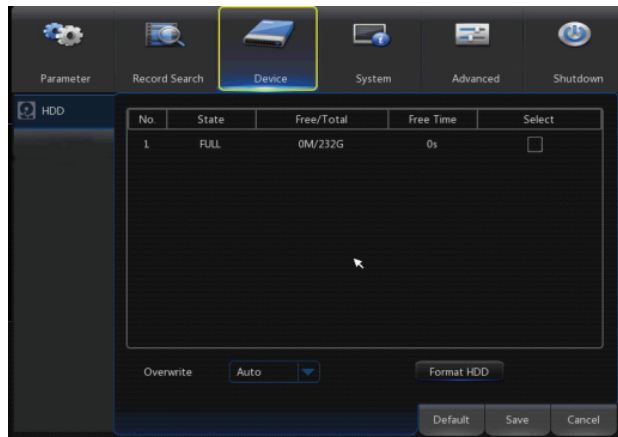 Parameter Record Search Device System Advanced Shutdown
HDD
No. State Free/Total Free Time Select
1 FULL 0M/232G 0s
Overwrite Auto Format HDD
Default Save Cancel